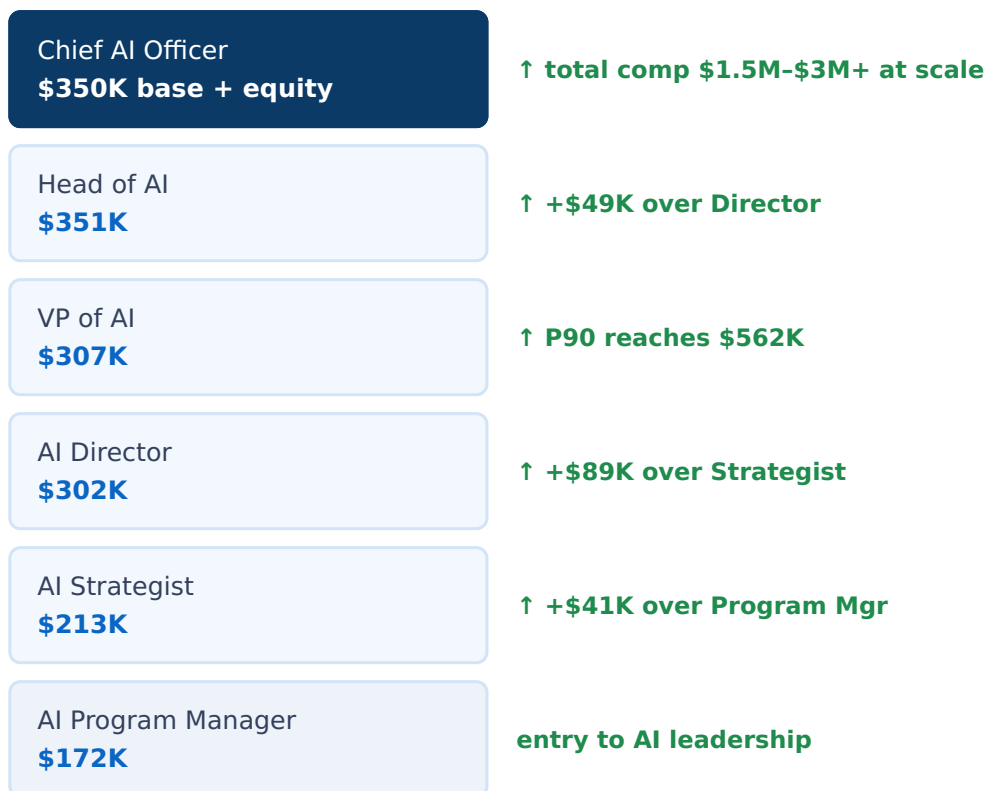 Chief AI Officer
$350K base + equity
↑ total comp $1.5M–$3M+ at scale
Head of AI
$351K
↑ +$49K over Director
VP of AI
$307K
↑ P90 reaches $562K
AI Director
$302K
↑ +$89K over Strategist
AI Strategist
$213K
↑ +$41K over Program Mgr
AI Program Manager
$172K
entry to AI leadership